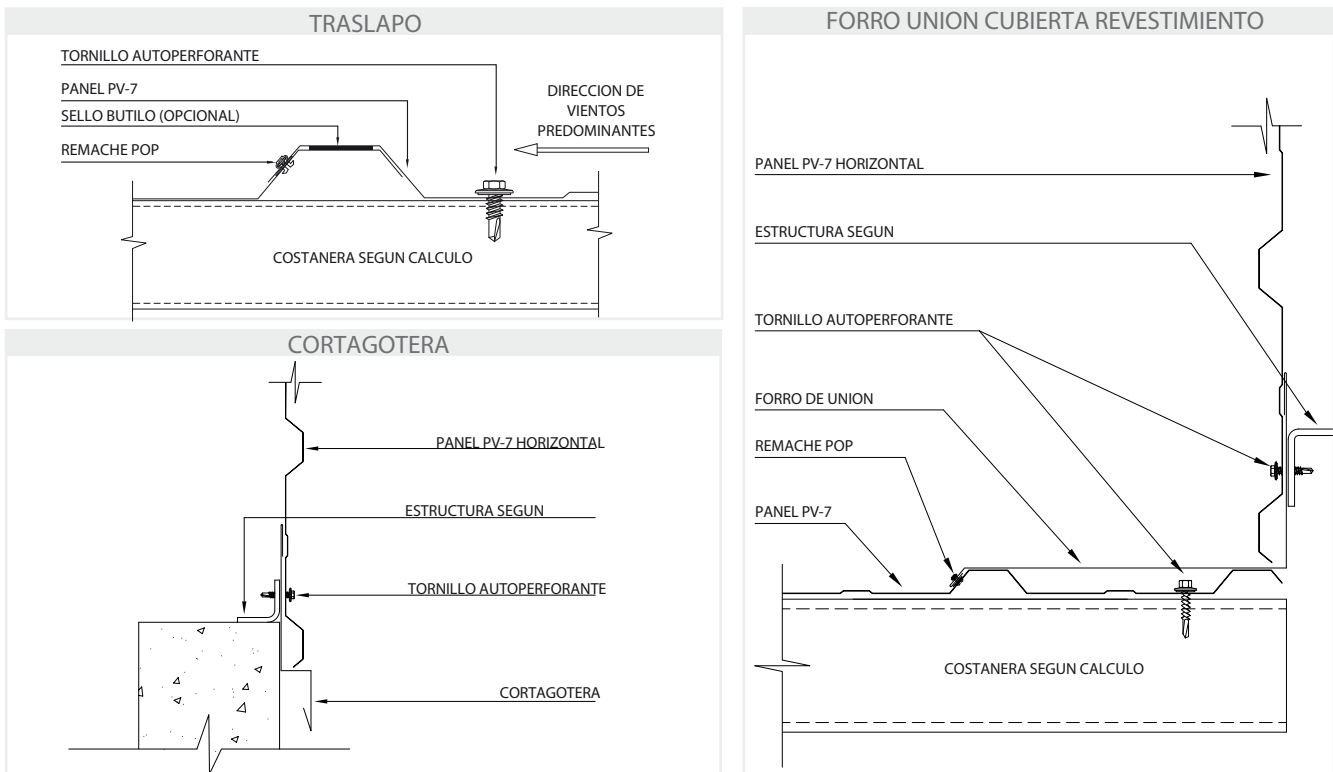 TRASLAPO
TORNILLO AUTOPERFORANTE
PANEL PV-7
SELLO BUTILO (OPCIONAL)
REMACHE POP
DIRECCION DE
VIENTOS
PREDOMINANTES
COSTANERA SEGUN CALCULO
CORTAGOTERA
PANEL PV-7 HORIZONTAL
ESTRUCTURA SEGUN
TORNILLO AUTOPERFORANTE
CORTAGOTERA
FORRO UNION CUBIERTA REVESTIMIENTO
PANEL PV-7 HORIZONTAL
ESTRUCTURA SEGUN
TORNILLO AUTOPERFORANTE
FORRO DE UNION
REMACHE POP
PANEL PV-7
COSTANERA SEGUN CALCULO